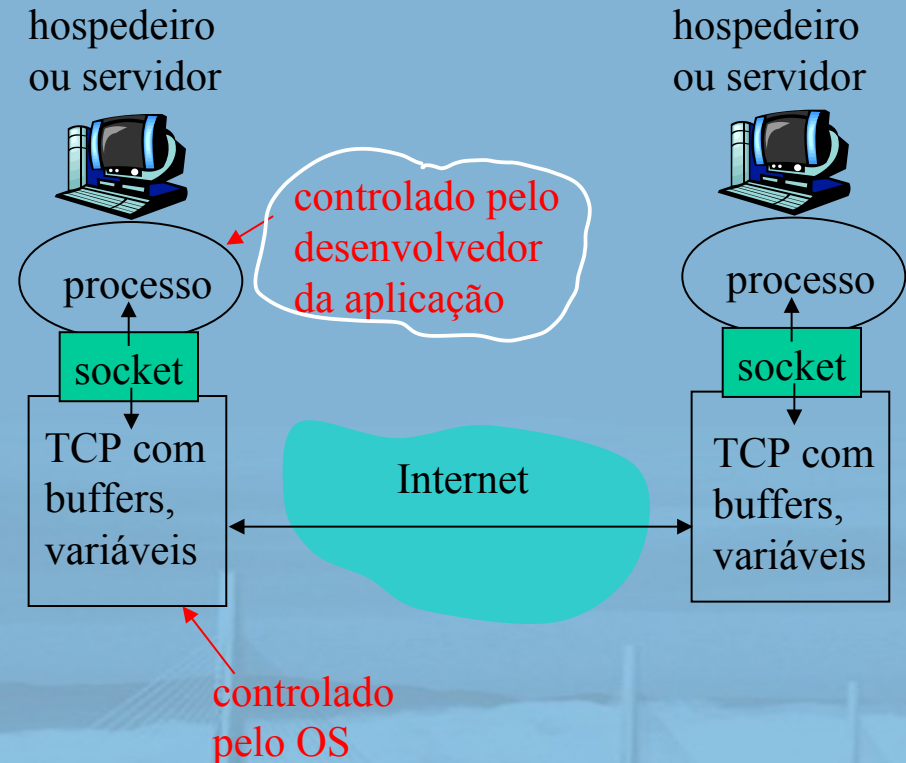 hospedeiro
ou servidor
hospedeiro
ou servidor
controlado pelo
desenvolvedor
da aplicação
processo
processo
socket
socket
TCP com
buffers,
variáveis
Internet
TCP com
buffers,
variáveis
controlado
pelo OS